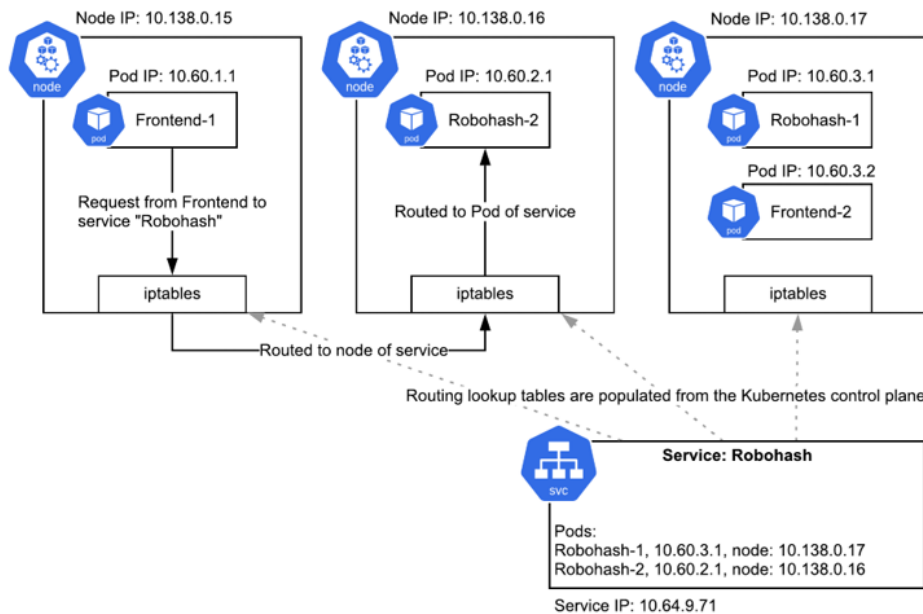 Node IP: 10.138.0.15
node
Pod IP: 10.60.1.1
pod
Frontend-1
Request from Frontend to
service "Robohash"
iptables
Node IP: 10.138.0.16
node
Pod IP: 10.60.2.1
pod
Robohash-2
Routed to Pod of service
iptables
Node IP: 10.138.0.17
node
Pod IP: 10.60.3.1
pod
Robohash-1
Pod IP: 10.60.3.2
pod
Frontend-2
iptables
Routed to node of service
Routing lookup tables are populated from the Kubernetes control plane
svc
Service: Robohash
Pods:
Robohash-1, 10.60.3.1, node: 10.138.0.17
Robohash-2, 10.60.2.1, node: 10.138.0.16
Service IP: 10.64.9.71